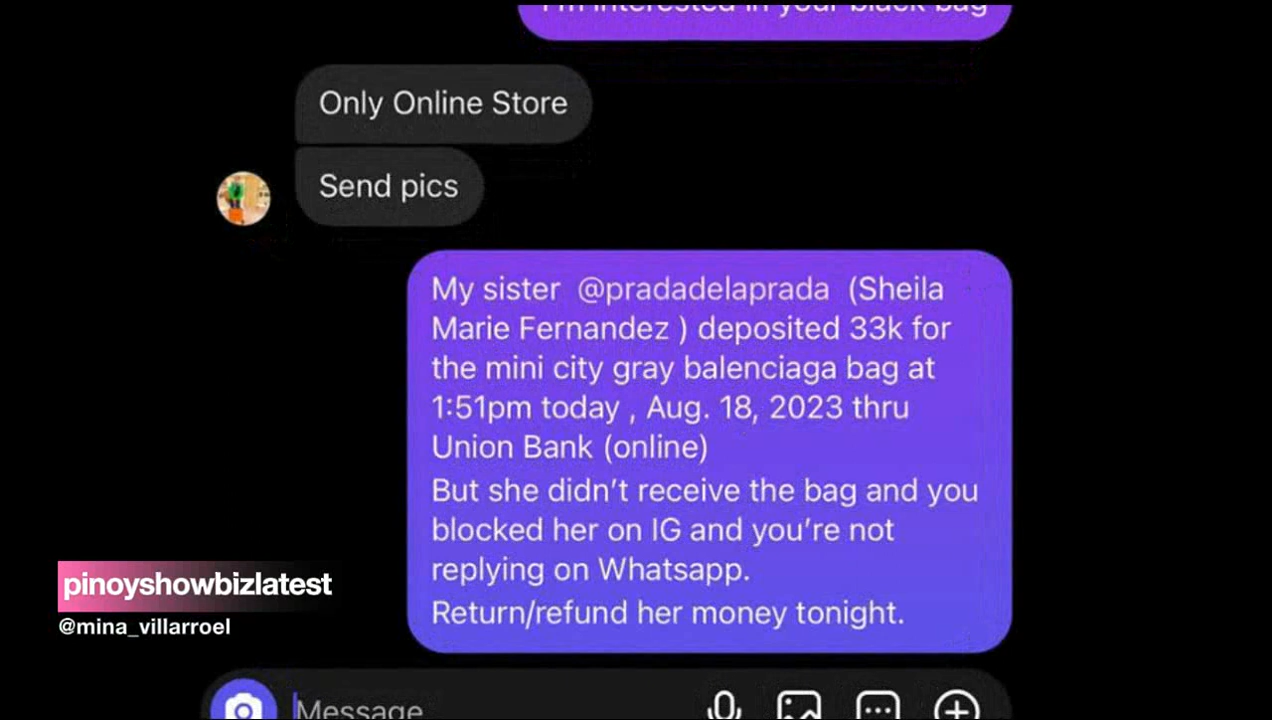 I'm interested in your black bag
Only Online Store
Send pics
My sister @pradadelaprada (Sheila
Marie Fernandez ) deposited 33k for
the mini city gray balenciaga bag at
1:51pm today , Aug. 18, 2023 thru
Union Bank (online)
But she didn't receive the bag and you
blocked her on IG and you're not
replying on Whatsapp.
Return/refund her money tonight.
pinoyshowbizlatest
@mina_villarroel
Message